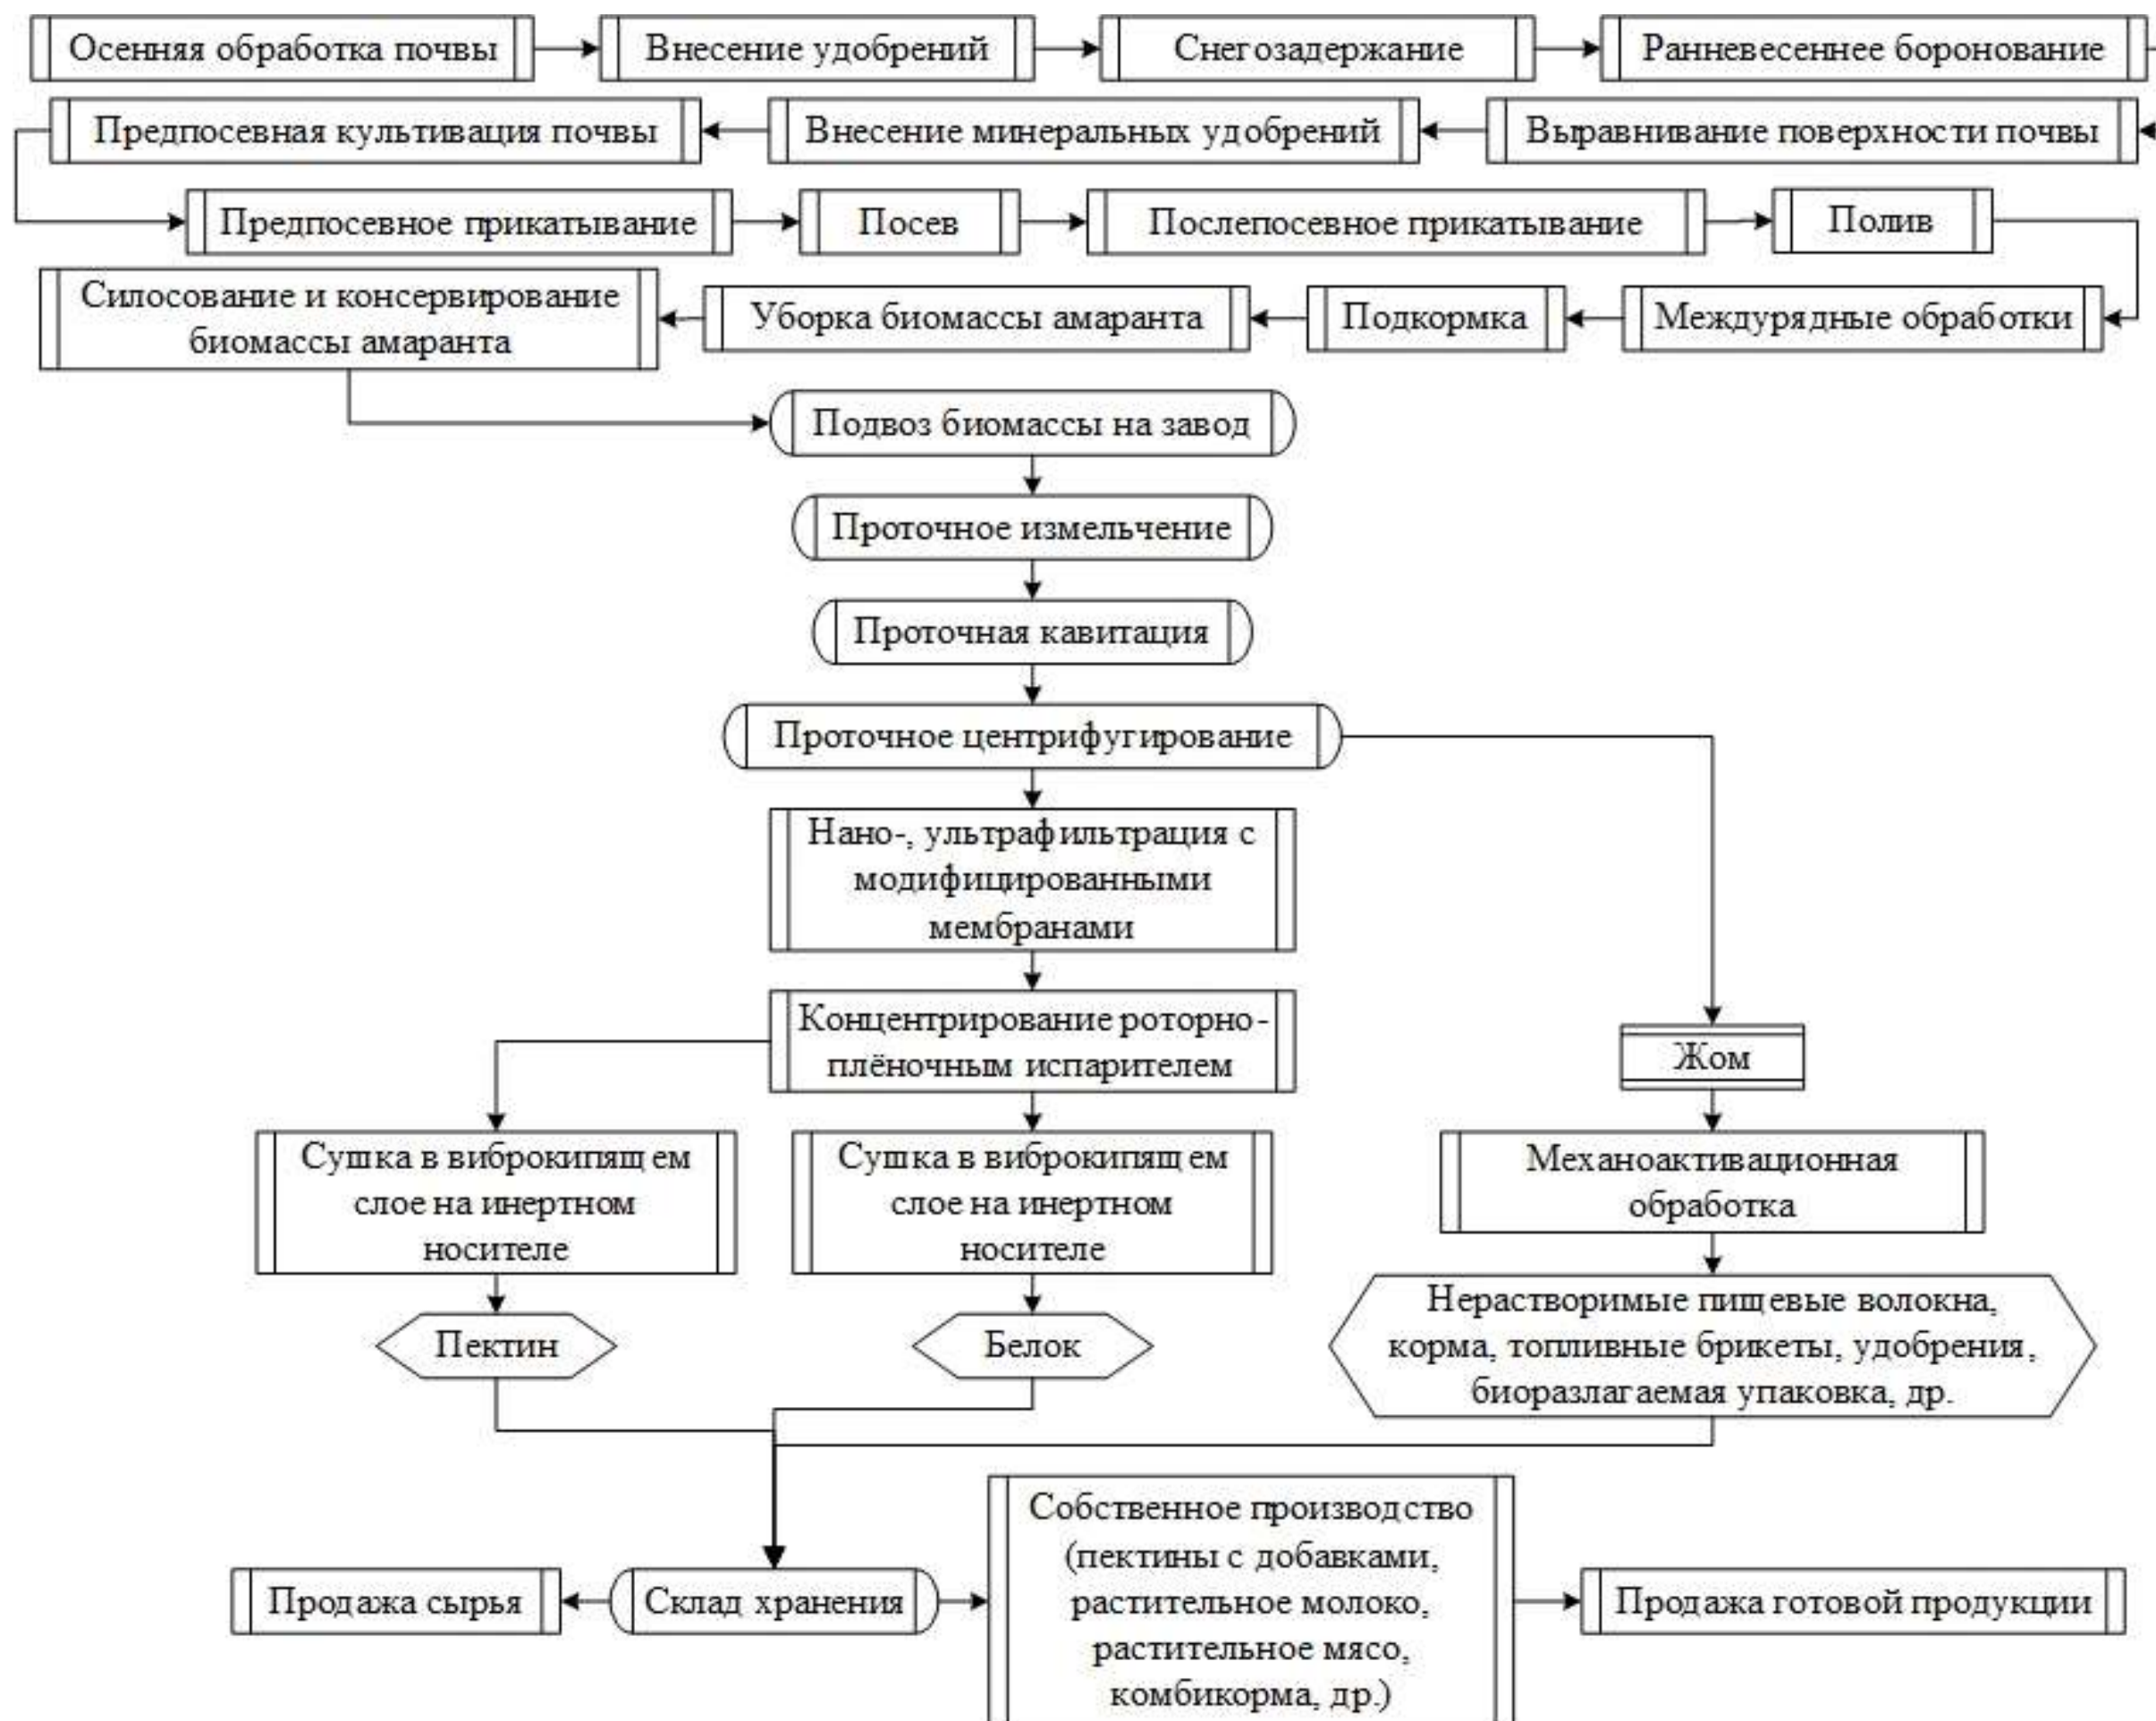 Осенняя обработка почвы
Внесение удобрений
Снегозадержание
Ранневесеннее боронование
Выравнивание поверхности почвы
Внесение минеральных удобрений
Предпосевная культивация почвы
Предпосевное прикатывание
Посев
Послепосевное прикатывание
Полив
Междурядные обработки
Подкормка
Уборка биомассы амаранта
Силосование и консервирование
биомассы амаранта
Подвоз биомассы на завод
Проточное измельчение
Проточная кавитация
Проточное центрифугирование
Нано-, ультрафильтрация с
модифицированными
мембранами
Концентрирование роторно-
плёночным испарителем
Жом
Сушка в виброкипящем
слое на инертном
носителе
Сушка в виброкипящем
слое на инертном
носителе
Механоактивационная
обработка
Пектин
Белок
Нерастворимые пищевые волокна,
корма, топливные брикеты, удобрения,
биоразлагаемая упаковка, др.
Продажа сырья
Склад хранения
Собственное производство
(пектины с добавками,
растительное молоко,
растительное мясо,
комбикорма, др.)
Продажа готовой продукции